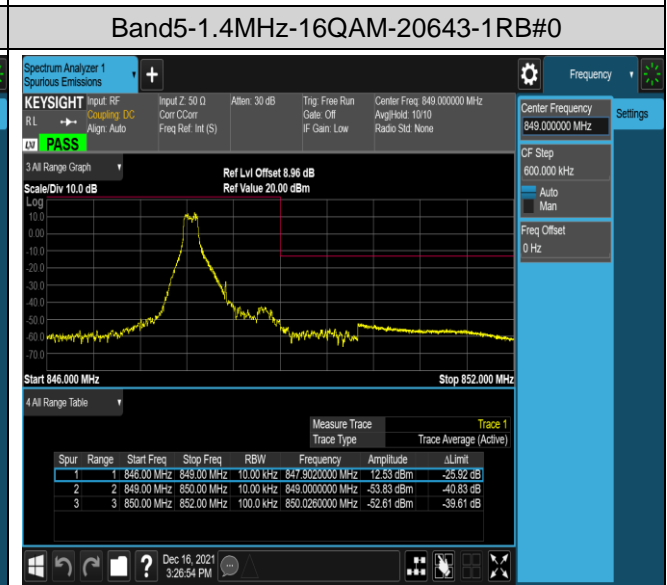 Band5-1.4MHz-16QAM-20643-1RB#0
Spectrum Analyzer 1
Spurious Emissions
+
Frequency
KEYSIGHT
RL
LXI
PASS
Input: RF
Coupling: DC
Align: Auto
Input Z: 50 Ω
Corr CCorr
Freq Ref: Int (S)
Atten: 30 dB
Trig: Free Run
Gate: Off
IF Gain: Low
Center Freq: 849.000000 MHz
Avg|Hold: 10/10
Radio Std: None
Center Frequency
849.000000 MHz
Settings
CF Step
600.000 kHz
Auto
Man
Freq Offset
0 Hz
3 All Range Graph
Scale/Div 10.0 dB
Ref Lvl Offset 8.96 dB
Ref Value 20.00 dBm
Log
10.0
0.00
-10.0
-20.0
-30.0
-40.0
-50.0
-60.0
-70.0
Start 846.000 MHz
Stop 852.000 MHz
4 All Range Table
Measure Trace Trace 1
Trace Type Trace Average (Active)
Spur Range Start Freq Stop Freq RBW Frequency Amplitude ΔLimit
1 1 846.00 MHz 849.00 MHz 10.00 kHz 847.9020000 MHz 12.53 dBm -25.92 dB
2 2 849.00 MHz 850.00 MHz 10.00 kHz 849.0000000 MHz -53.83 dBm -40.83 dB
3 3 850.00 MHz 852.00 MHz 100.0 kHz 850.0260000 MHz -52.61 dBm -39.61 dB
?
Dec 16, 2021
3:26:54 PM